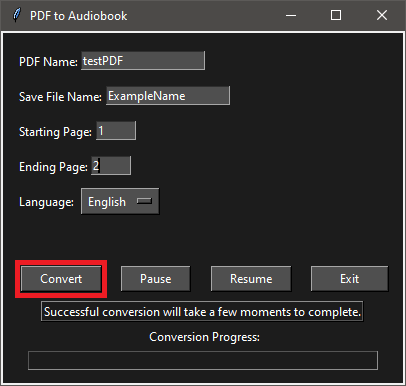 PDF to Audiobook
PDF Name: testPDF
Save File Name: ExampleName
Starting Page: 1
Ending Page: 2
Language: English
Convert Pause Resume Exit
Successful conversion will take a few moments to complete.
Conversion Progress: